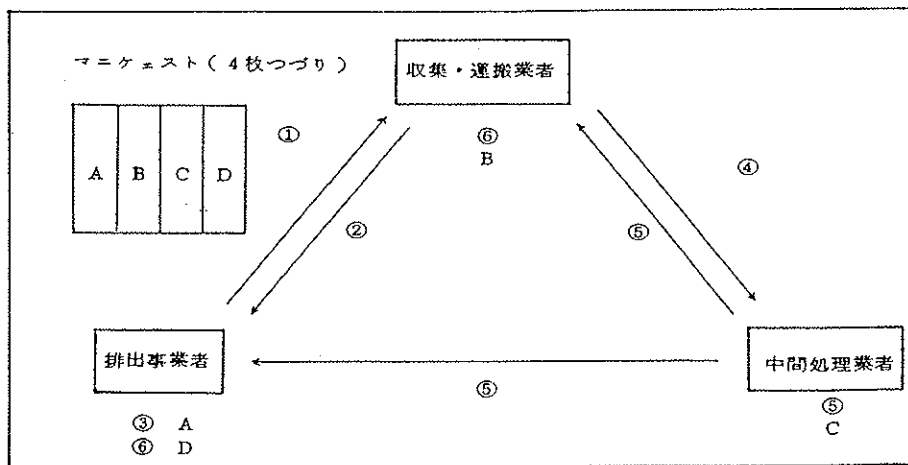 マニフェスト(4枚つづり)
収集・運搬業者
A B C D
①
⑥
B
④
②
⑤
排出事業者
中間処理業者
⑤
③ A
⑥ D
⑤
C